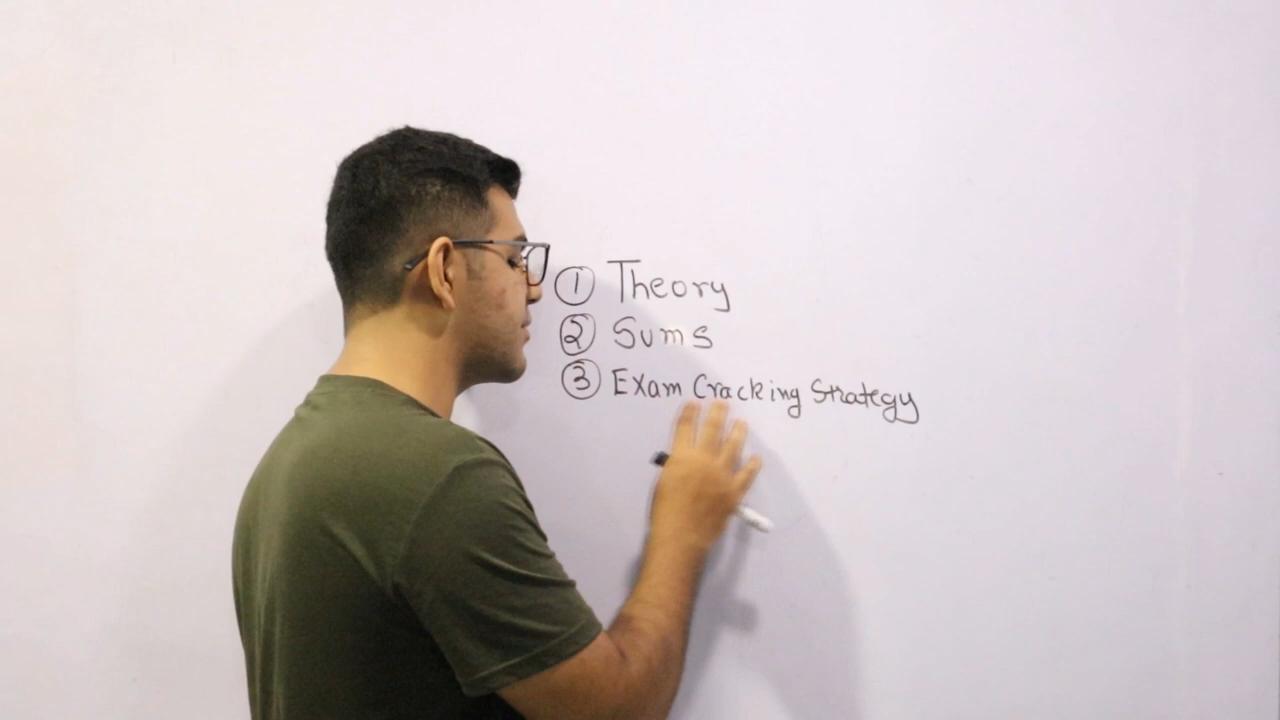 ① Theory
② Sums
③ Exam Cracking Strategy